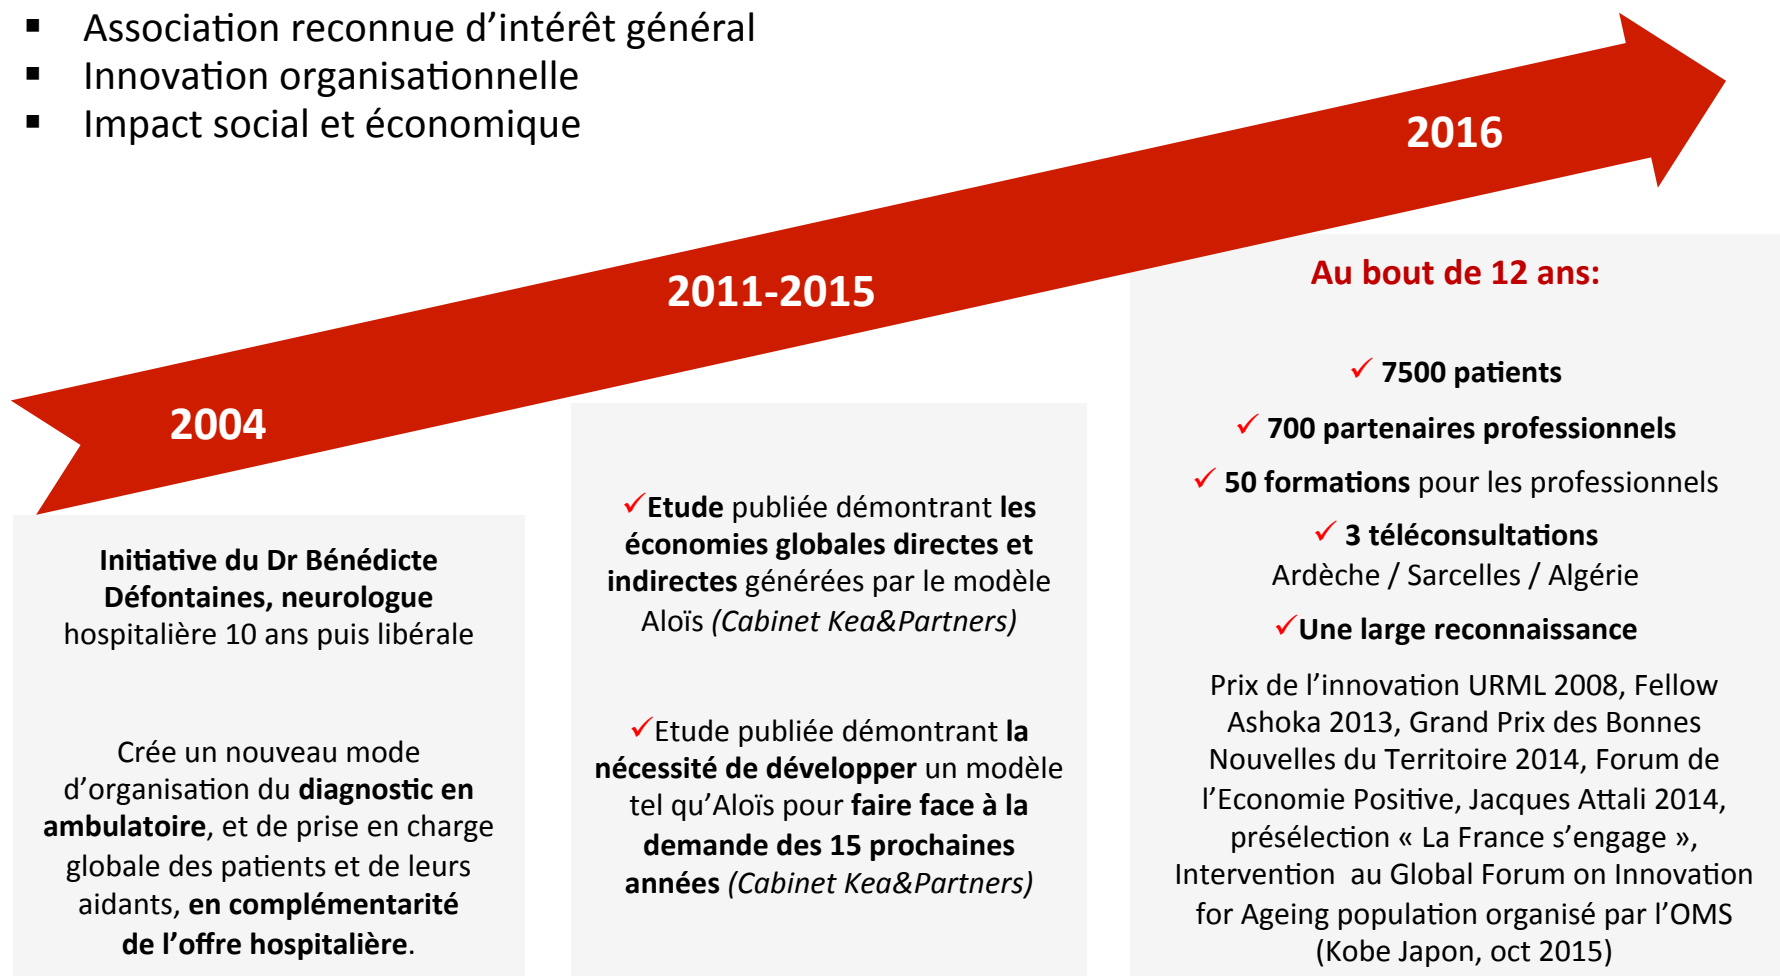 ▪ Association reconnue d’intérêt général
▪ Innovation organisationnelle
▪ Impact social et économique
2004
Initiative du Dr Bénédicte
Défontaines, neurologue
hospitalière 10 ans puis libérale
Crée un nouveau mode
d’organisation du diagnostic en
ambulatoire, et de prise en charge
globale des patients et de leurs
aidants, en complémentarité
de l’offre hospitalière.
2011-2015
✓Etude publiée démontrant les
économies globales directes et
indirectes générées par le modèle
Aloïs (Cabinet Kea&Partners)
✓Etude publiée démontrant la
nécessité de développer un modèle
tel qu’Aloïs pour faire face à la
demande des 15 prochaines
années (Cabinet Kea&Partners)
2016
Au bout de 12 ans:
✓ 7500 patients
✓ 700 partenaires professionnels
✓ 50 formations pour les professionnels
✓ 3 téléconsultations
Ardèche / Sarcelles / Algérie
✓Une large reconnaissance
Prix de l’innovation URML 2008, Fellow
Ashoka 2013, Grand Prix des Bonnes
Nouvelles du Territoire 2014, Forum de
l’Economie Positive, Jacques Attali 2014,
présélection « La France s’engage »,
Intervention au Global Forum on Innovation
for Ageing population organisé par l’OMS
(Kobe Japon, oct 2015)